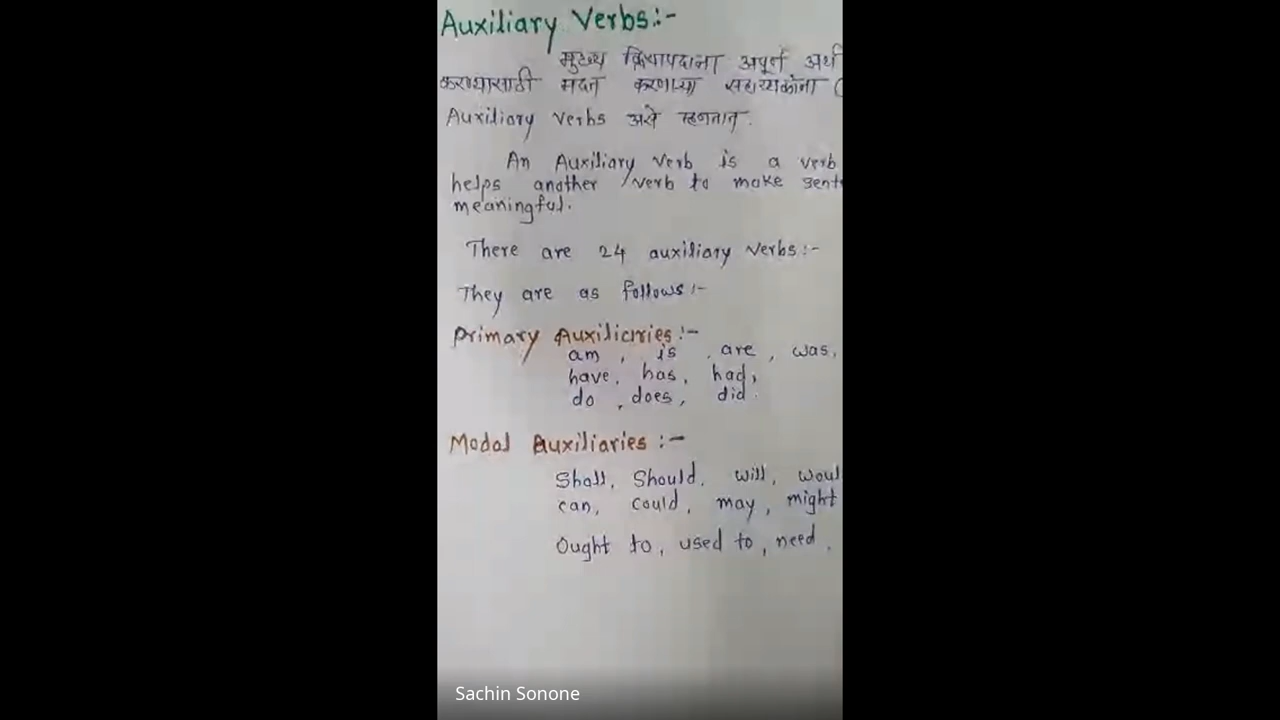 Auxiliary Verbs:-
मुख्य क्रियापदाना अपूर्ण अर्थ
करण्यासाठी मदत करणाऱ्या सहाय्यकांना (
Auxiliary verbs असे म्हणतात.
An Auxiliary verb is a verb
helps another verb to make sent
meaningful.
There are 24 auxiliary verbs:-
They are as follows:-
Primary Auxiliaries:-
am, is, are, was,
have, has, had,
do, does, did.
Modal Auxiliaries:-
Shall, Should, will, woul
can, could, may, might
Ought to, used to, need,
Sachin Sonone